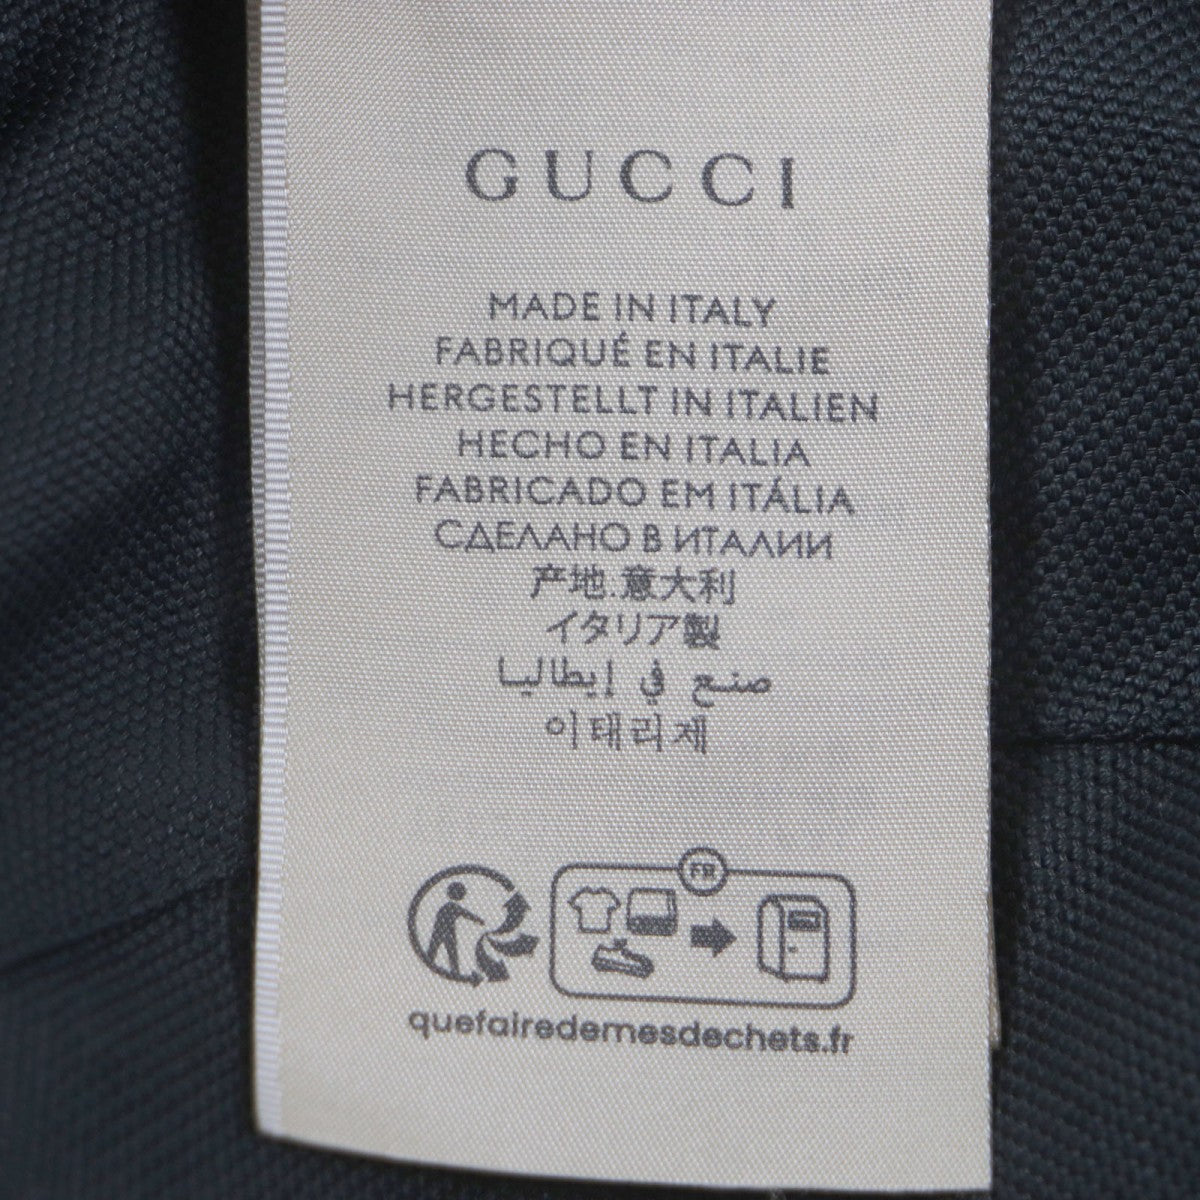 GUCCI
MADE IN ITALY
FABRIQUÉ EN ITALIE
HERGESTELLT IN ITALIEN
HECHO EN ITALIA
FABRICADO EM ITÁLIA
СДЕЛАНО В ИТАЛИИ
产地.意大利
イタリア製
صنع في إيطاليا
이태리제
FR
quefairedemesdechets.fr